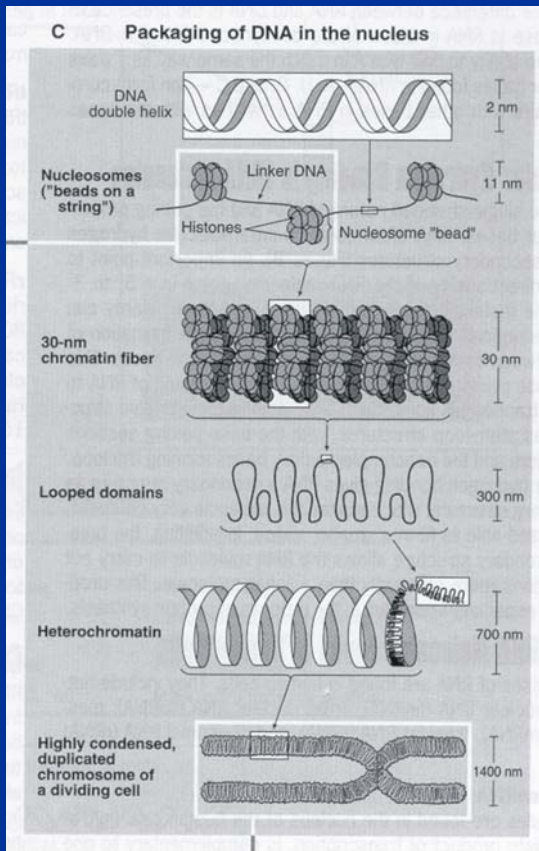 C Packaging of DNA in the nucleus
DNA
double helix
2 nm
Nucleosomes
("beads on a
string")
Linker DNA
11 nm
Histones
Nucleosome "bead"
30-nm
chromatin fiber
30 nm
Looped domains
300 nm
Heterochromatin
700 nm
Highly condensed,
duplicated
chromosome of
a dividing cell
1400 nm